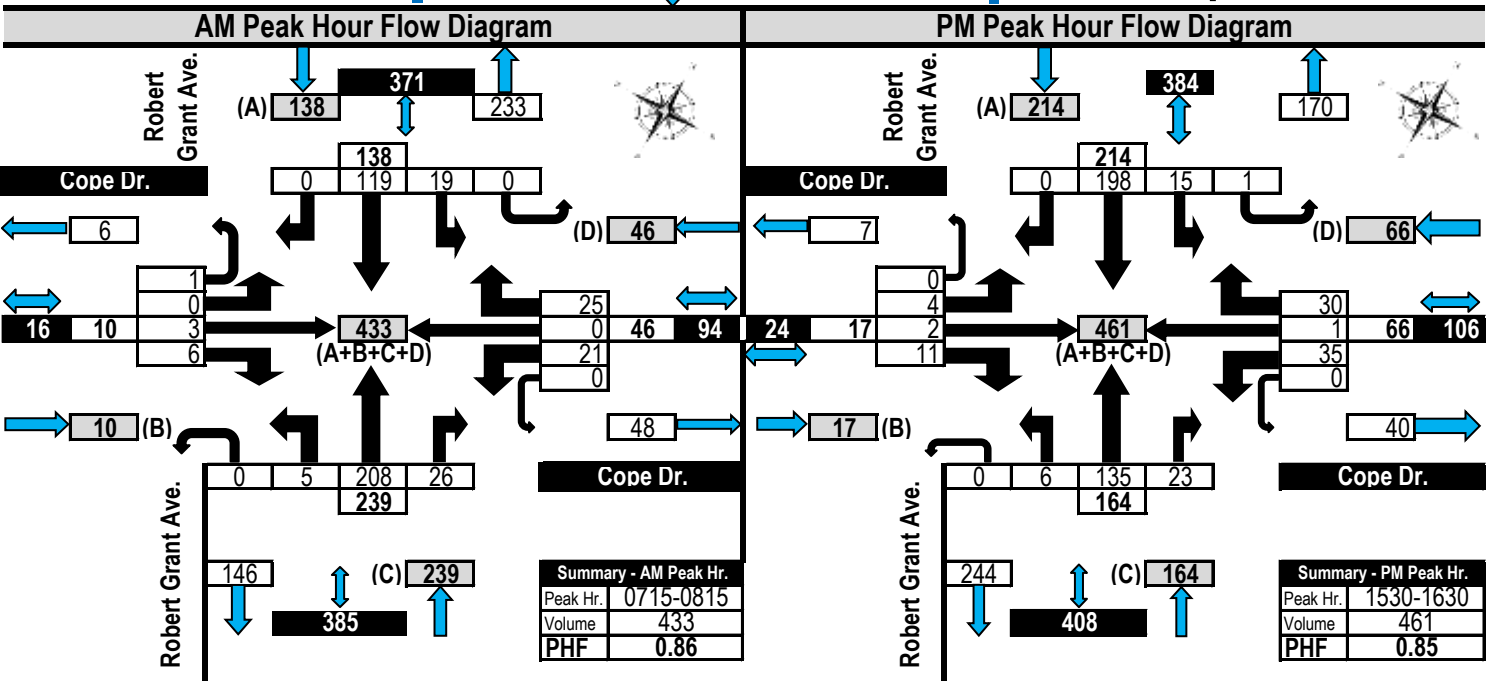 AM Peak Hour Flow Diagram
Robert
Grant Ave.
(A) 138
371
233
138
0 119 19 0
Cope Dr.
6
(D) 46
1
0
3
6
16 10
433
(A+B+C+D)
25
0
21
0
46 94
10 (B)
48
0 5 208 26
239
Cope Dr.
Robert Grant Ave.
146
(C) 239
385
Summary - AM Peak Hr.
Peak Hr. 0715-0815
Volume 433
PHF 0.86
PM Peak Hour Flow Diagram
Robert
Grant Ave.
(A) 214
384
170
214
0 198 15 1
Cope Dr.
7
(D) 66
0
4
2
11
24 17
461
(A+B+C+D)
30
1
35
0
66 106
17 (B)
40
0 6 135 23
164
Cope Dr.
Robert Grant Ave.
244
(C) 164
408
Summary - PM Peak Hr.
Peak Hr. 1530-1630
Volume 461
PHF 0.85